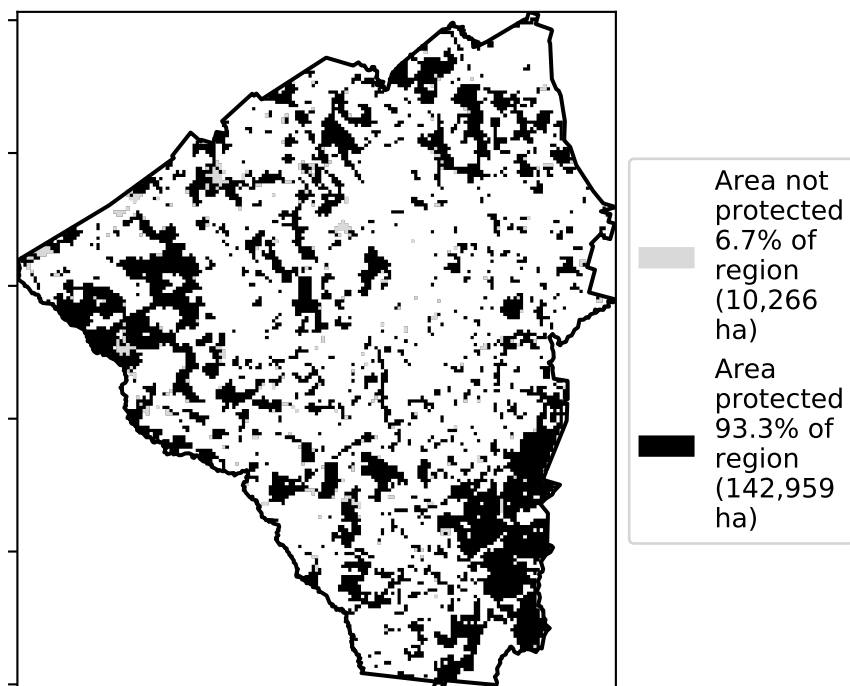 Area not
protected
6.7% of
region
(10,266
ha)
Area
protected
93.3% of
region
(142,959
ha)